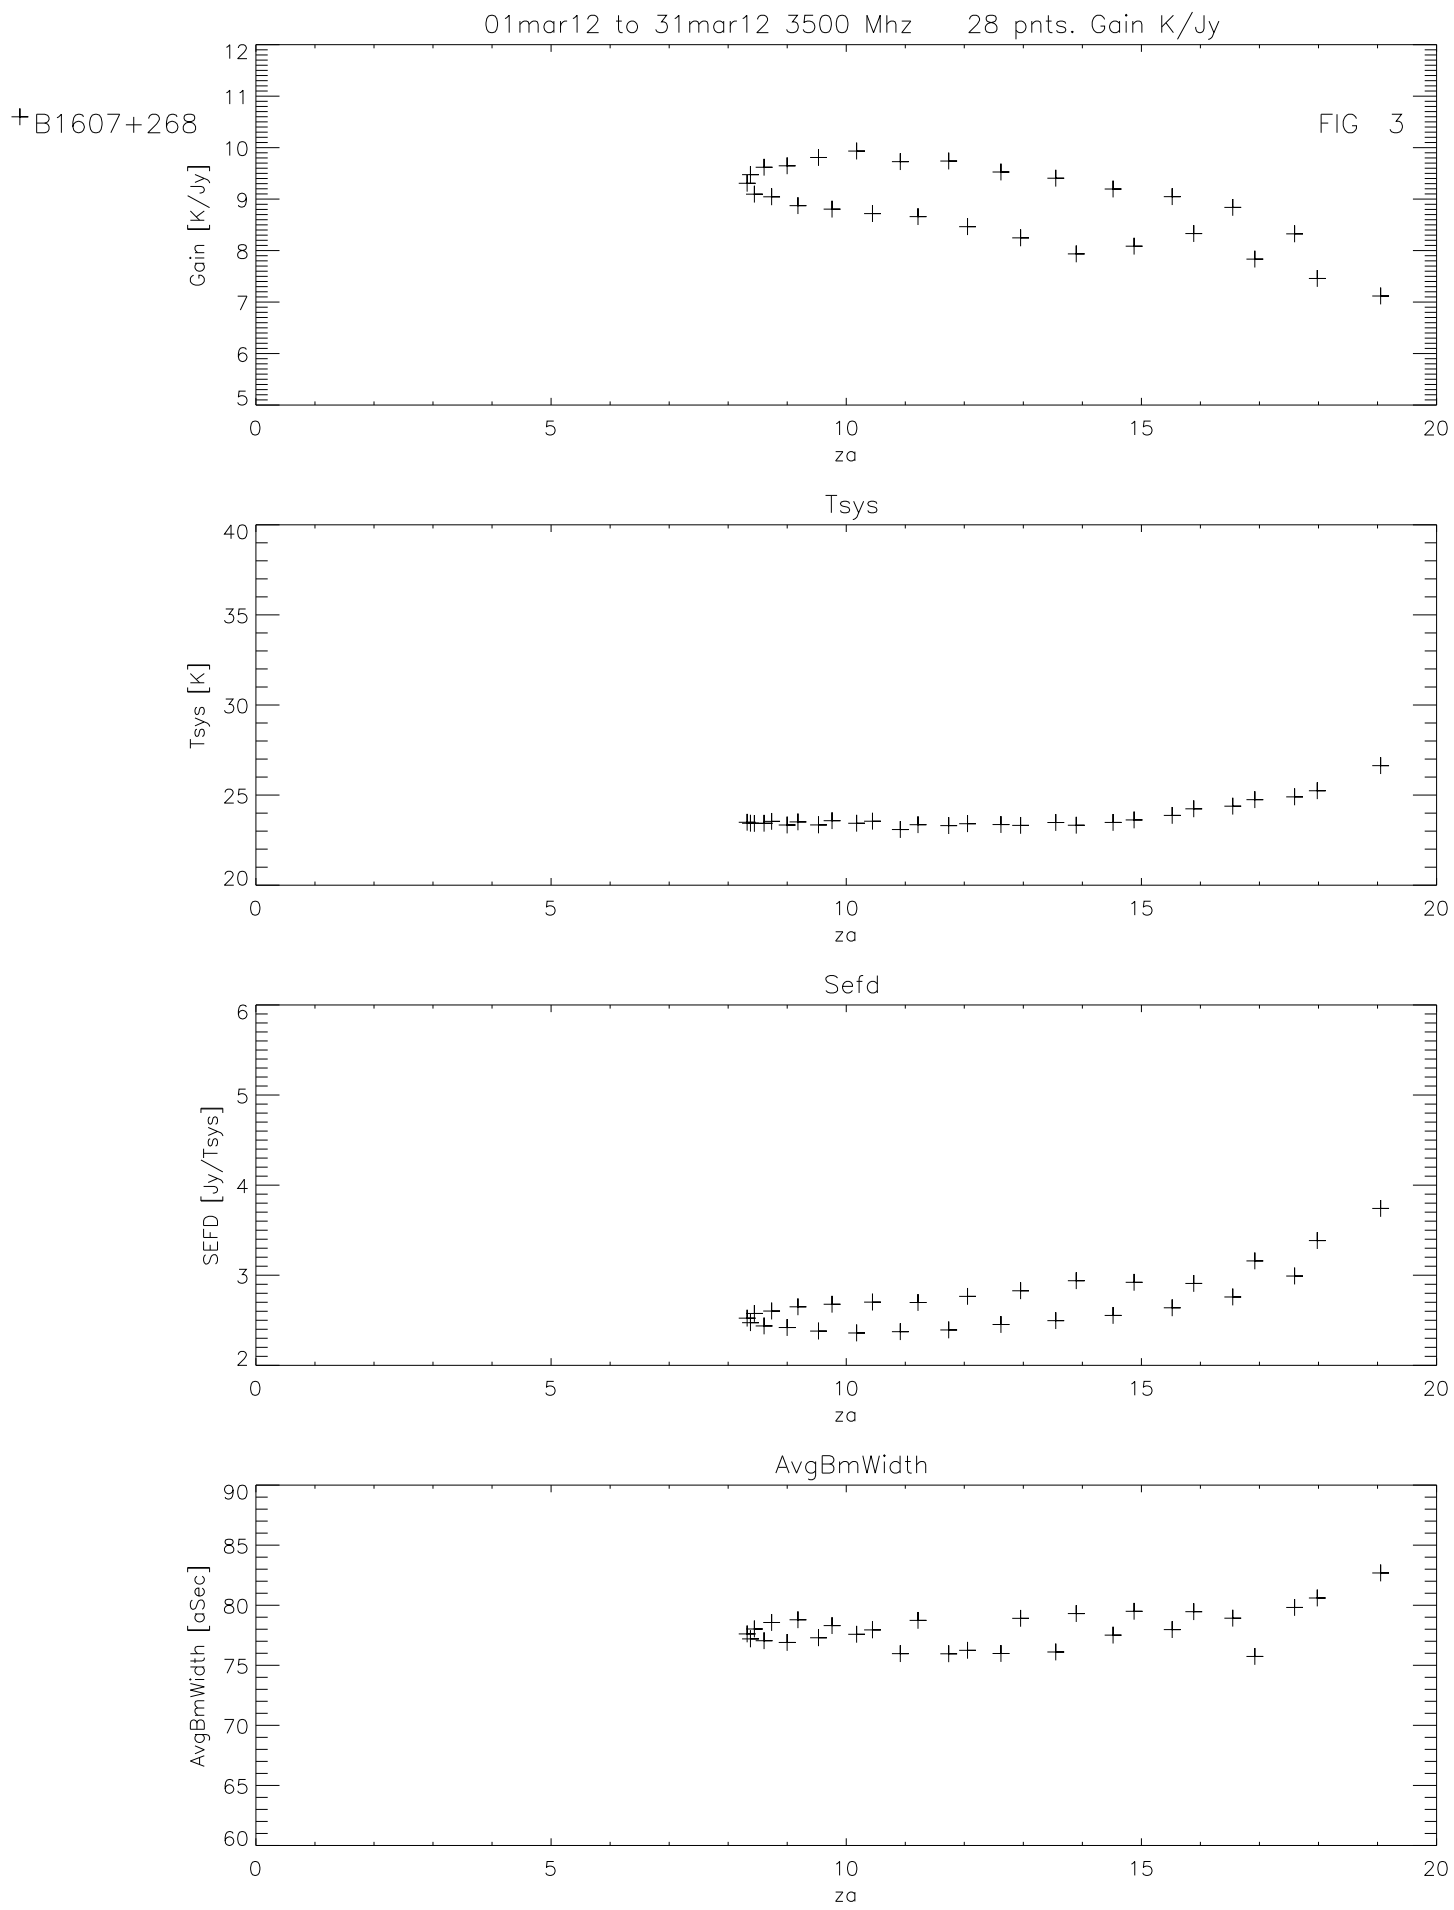 01mar12 to 31mar12 3500 Mhz 28 pnts. Gain K/Jy
+ B1607+268
FIG 3
Gain [K/Jy]
12
11
10
9
8
7
6
5
0 5 10 15 20
za
Tsys
Tsys [K]
40
35
30
25
20
0 5 10 15 20
za
Sefd
SEFD [Jy/Tsys]
6
5
4
3
2
0 5 10 15 20
za
AvgBmWidth
AvgBmWidth [aSec]
90
85
80
75
70
65
60
0 5 10 15 20
za